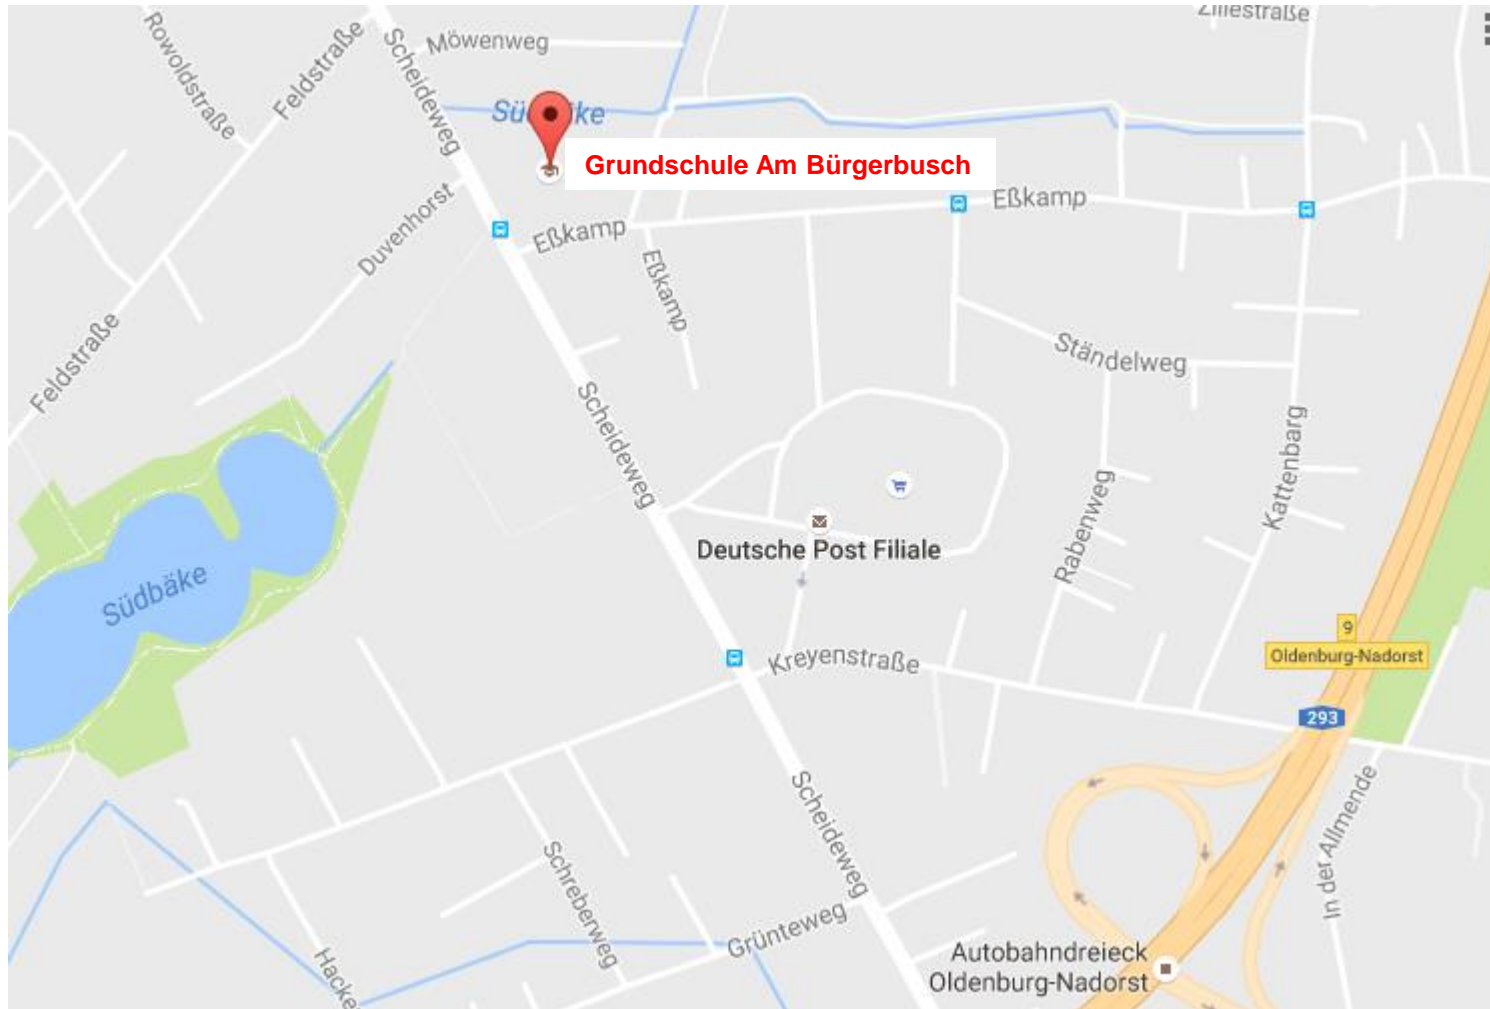 Zillestraße
Rowoldstraße
Feldstraße
Scheideweg
Möwenweg
Grundschule Am Bürgerbusch
Duvenhorst
Eßkamp
Eßkamp
Eßkamp
Feldstraße
Ständelweg
Scheideweg
Kattenbarg
Rabenweg
Deutsche Post Filiale
Südbäke
Kreyenstraße
9
Oldenburg-Nadorst
293
Scheideweg
In der Allmende
Schreberweg
Grünteweg
Hacke
Autobahndreieck
Oldenburg-Nadorst